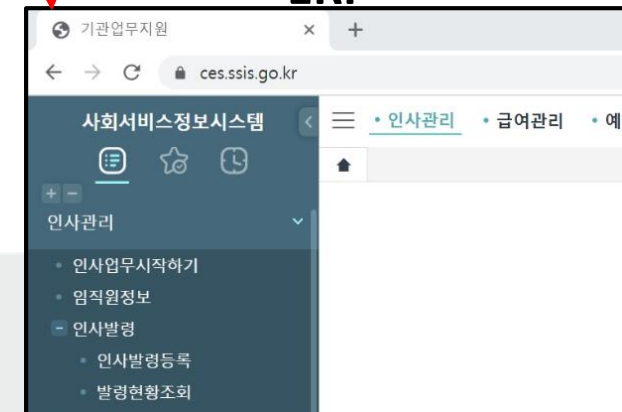 ERP
기관업무지원
ces.ssis.go.kr
사회서비스정보시스템
• 인사관리 • 급여관리 • 예
인사관리
인사업무시작하기
임직원정보
인사발령
인사발령등록
발령현황조회